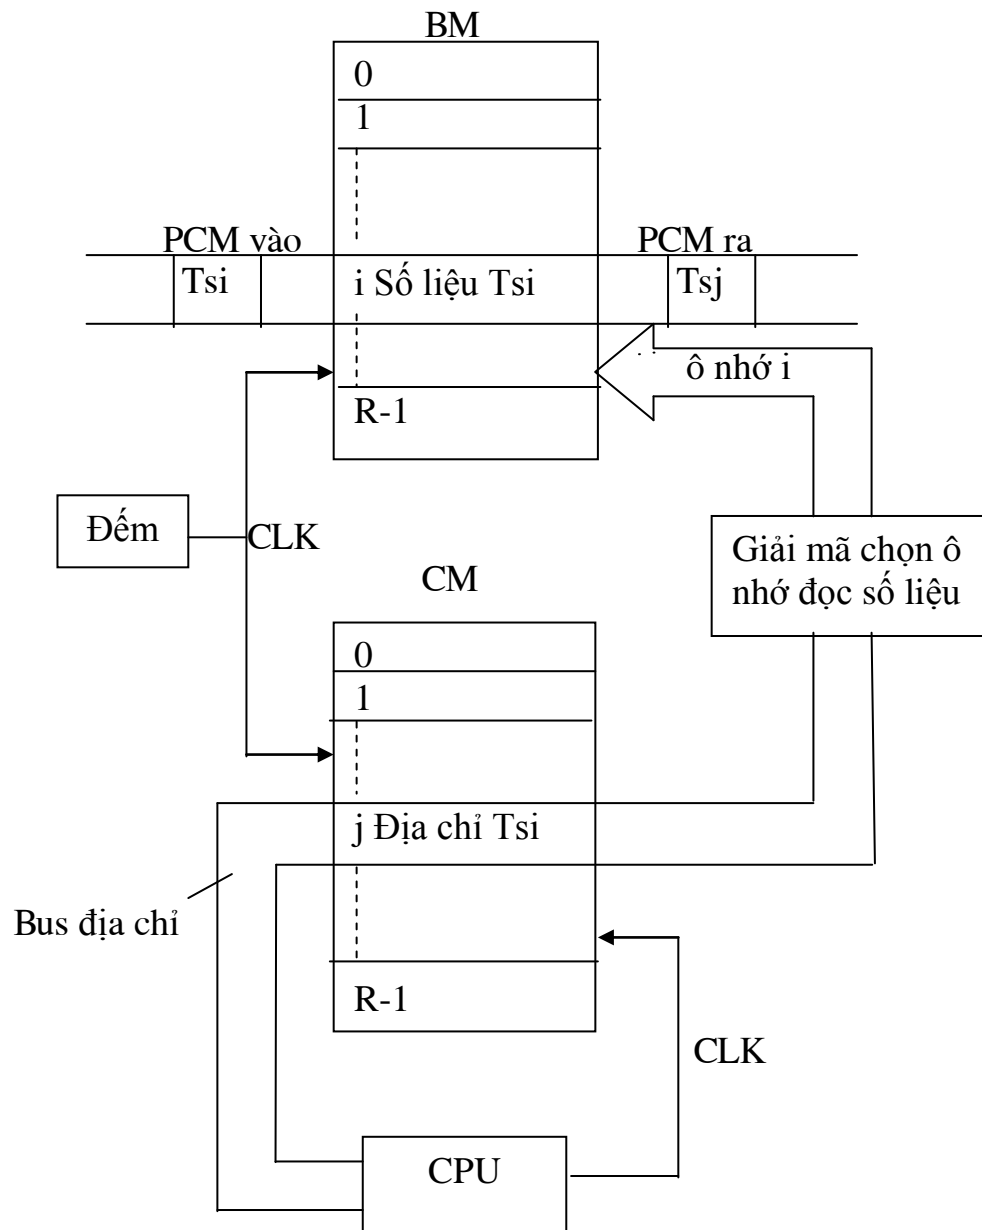 BM
0
1
PCM vào
PCM ra
Tsi
i Số liệu Tsi
Tsj
ô nhớ i
R-1
Đếm
CLK
Giải mã chọn ô
nhớ đọc số liệu
CM
0
1
j Địa chỉ Tsi
Bus địa chỉ
R-1
CLK
CPU